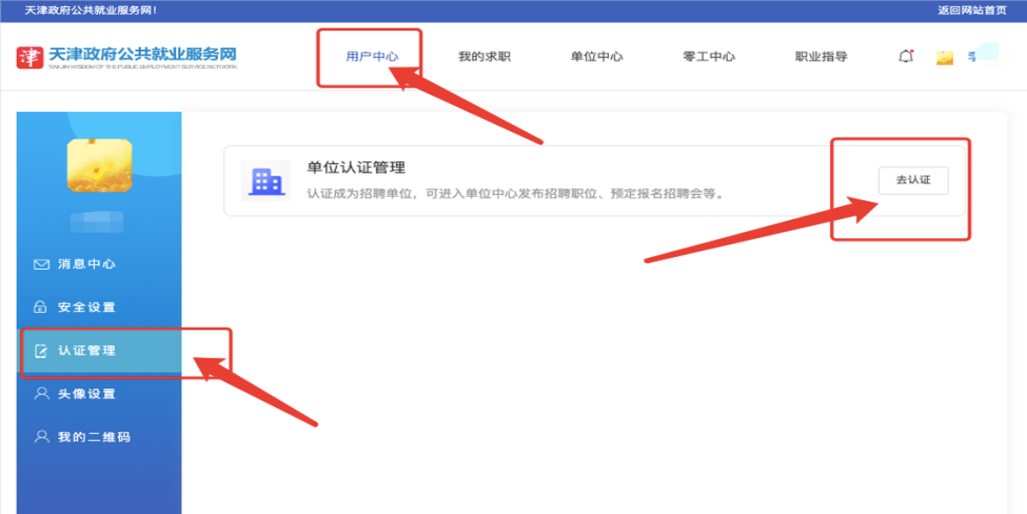 天津政府公共就业服务网！
返回网站首页
天津政府公共就业服务网
用户中心
我的求职
单位中心
零工中心
职业指导
单位认证管理
认证成为招聘单位，可进入单位中心发布招聘职位、预定报名招聘会等。
去认证
消息中心
安全设置
认证管理
头像设置
我的二维码